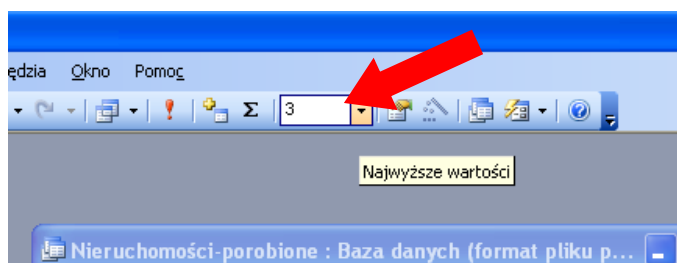 ędzia Okno Pomoc
Σ 3
Najwyższe wartości
Nieruchomości-porobione : Baza danych (format pliku p...